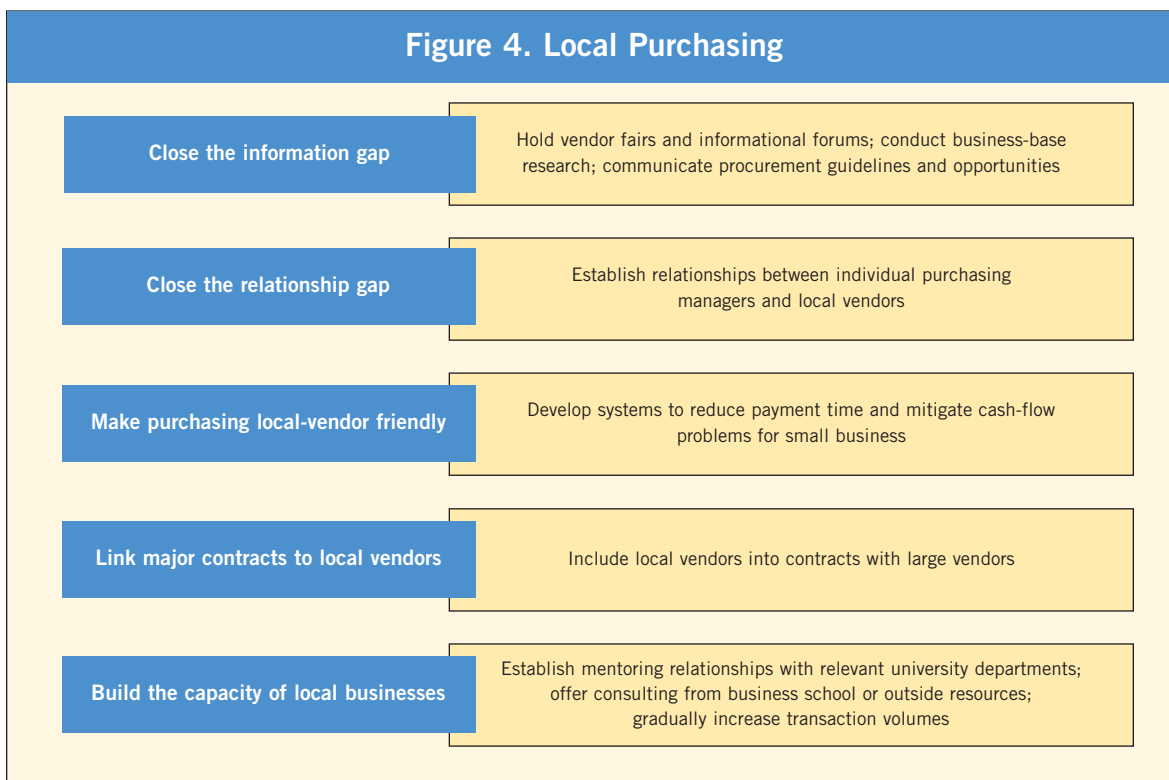 Figure 4. Local Purchasing
Close the information gap
Hold vendor fairs and informational forums; conduct business-base
research; communicate procurement guidelines and opportunities
Close the relationship gap
Establish relationships between individual purchasing
managers and local vendors
Make purchasing local-vendor friendly
Develop systems to reduce payment time and mitigate cash-flow
problems for small business
Link major contracts to local vendors
Include local vendors into contracts with large vendors
Build the capacity of local businesses
Establish mentoring relationships with relevant university departments;
offer consulting from business school or outside resources;
gradually increase transaction volumes